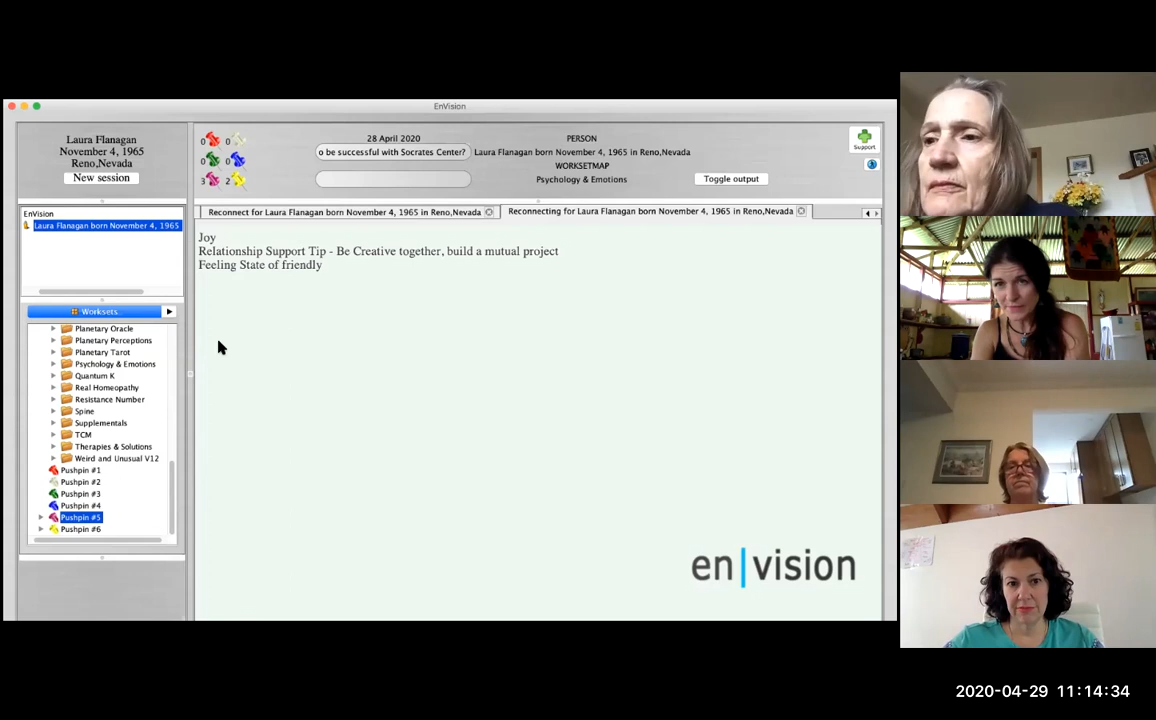 EnVision
Laura Flanagan
November 4, 1965
Reno,Nevada
New session
0 0
0 0
3 2
28 April 2020
o be successful with Socrates Center?
PERSON
Laura Flanagan born November 4, 1965 in Reno,Nevada
WORKSETMAP
Psychology & Emotions
Toggle output
Support
EnVision
Laura Flanagan born November 4, 1965
Reconnect for Laura Flanagan born November 4, 1965 in Reno,Nevada
Reconnecting for Laura Flanagan born November 4, 1965 in Reno,Nevada
Joy
Relationship Support Tip - Be Creative together, build a mutual project
Feeling State of friendly
Worksets
Planetary Oracle
Planetary Perceptions
Planetary Tarot
Psychology & Emotions
Quantum K
Real Homeopathy
Resistance Number
Spine
Supplementals
TCM
Therapies & Solutions
Weird and Unusual V12
Pushpin #1
Pushpin #2
Pushpin #3
Pushpin #4
Pushpin #5
Pushpin #6
en|vision
2020-04-29 11:14:34